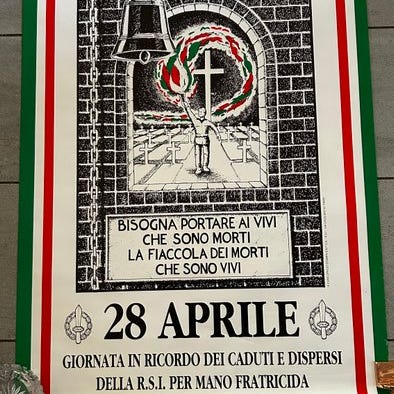 BISOGNA PORTARE AI VIVI
CHE SONO MORTI
LA FIACCOLA DEI MORTI
CHE SONO VIVI
28 APRILE
GIORNATA IN RICORDO DEI CADUTI E DISPERSI
DELLA R.S.I. PER MANO FRATRICIDA